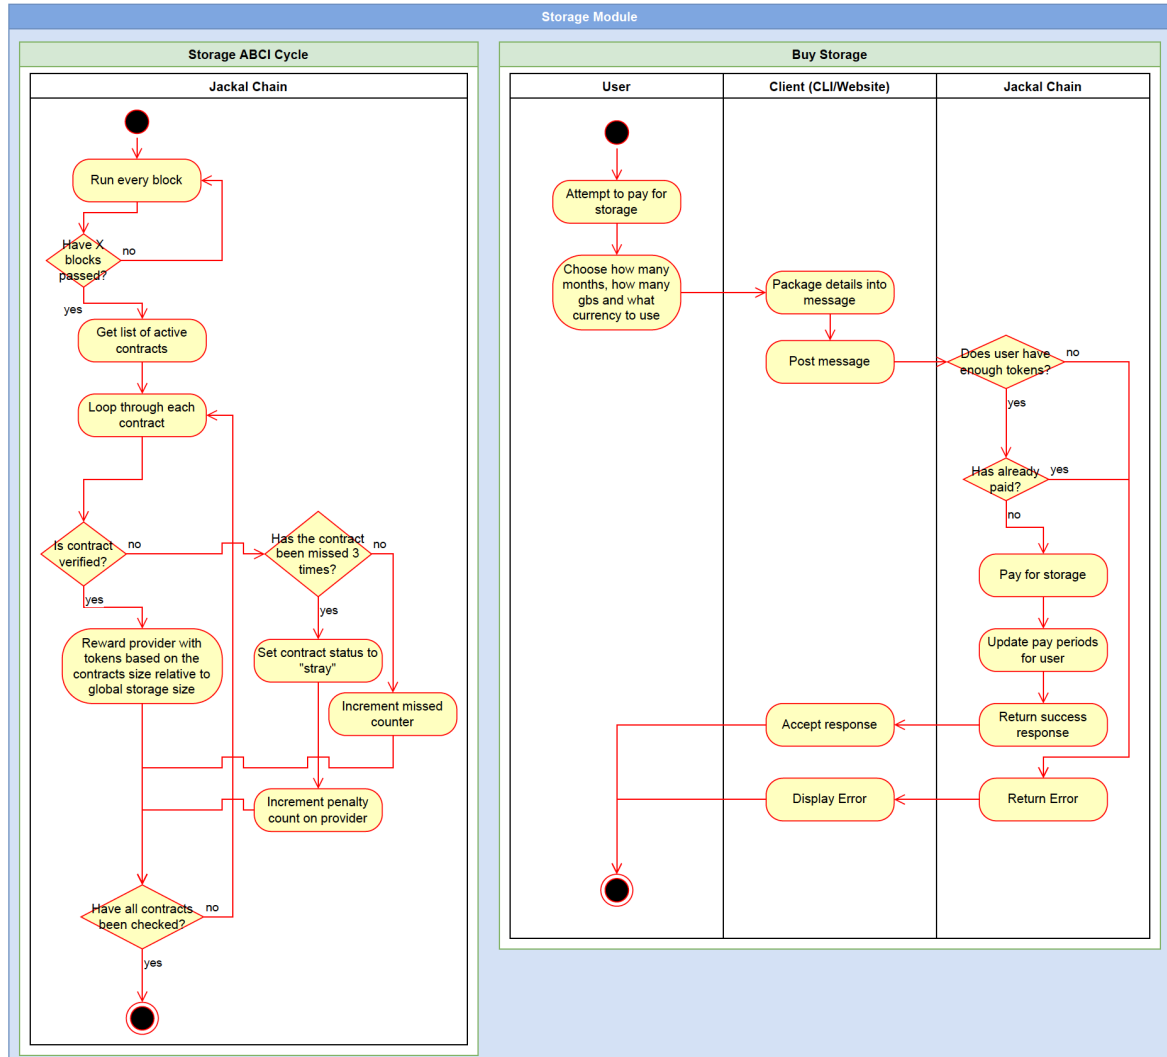 Storage Module
Storage ABCI Cycle
Jackal Chain
Run every block
Have X
blocks
passed?
no
yes
Get list of active
contracts
Loop through each
contract
Is contract
verified?
no
yes
Has the contract
been missed 3
times?
no
yes
Reward provider with
tokens based on the
contracts size relative to
global storage size
Set contract status to
"stray"
Increment missed
counter
Increment penalty
count on provider
Have all contracts
been checked?
no
yes
Buy Storage
User
Client (CLI/Website)
Jackal Chain
Attempt to pay for
storage
Choose how many
months, how many
gbs and what
currency to use
Package details into
message
Post message
Does user have
enough tokens?
no
yes
Has already
paid?
yes
no
Pay for storage
Update pay periods
for user
Return success
response
Accept response
Return Error
Display Error